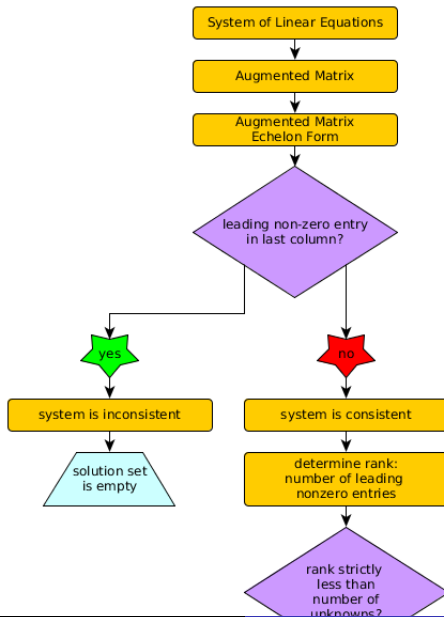 System of Linear Equations
Augmented Matrix
Augmented Matrix
Echelon Form
leading non-zero entry
in last column?
yes
no
system is inconsistent
system is consistent
solution set
is empty
determine rank:
number of leading
nonzero entries
rank strictly
less than
number of
unknowns?